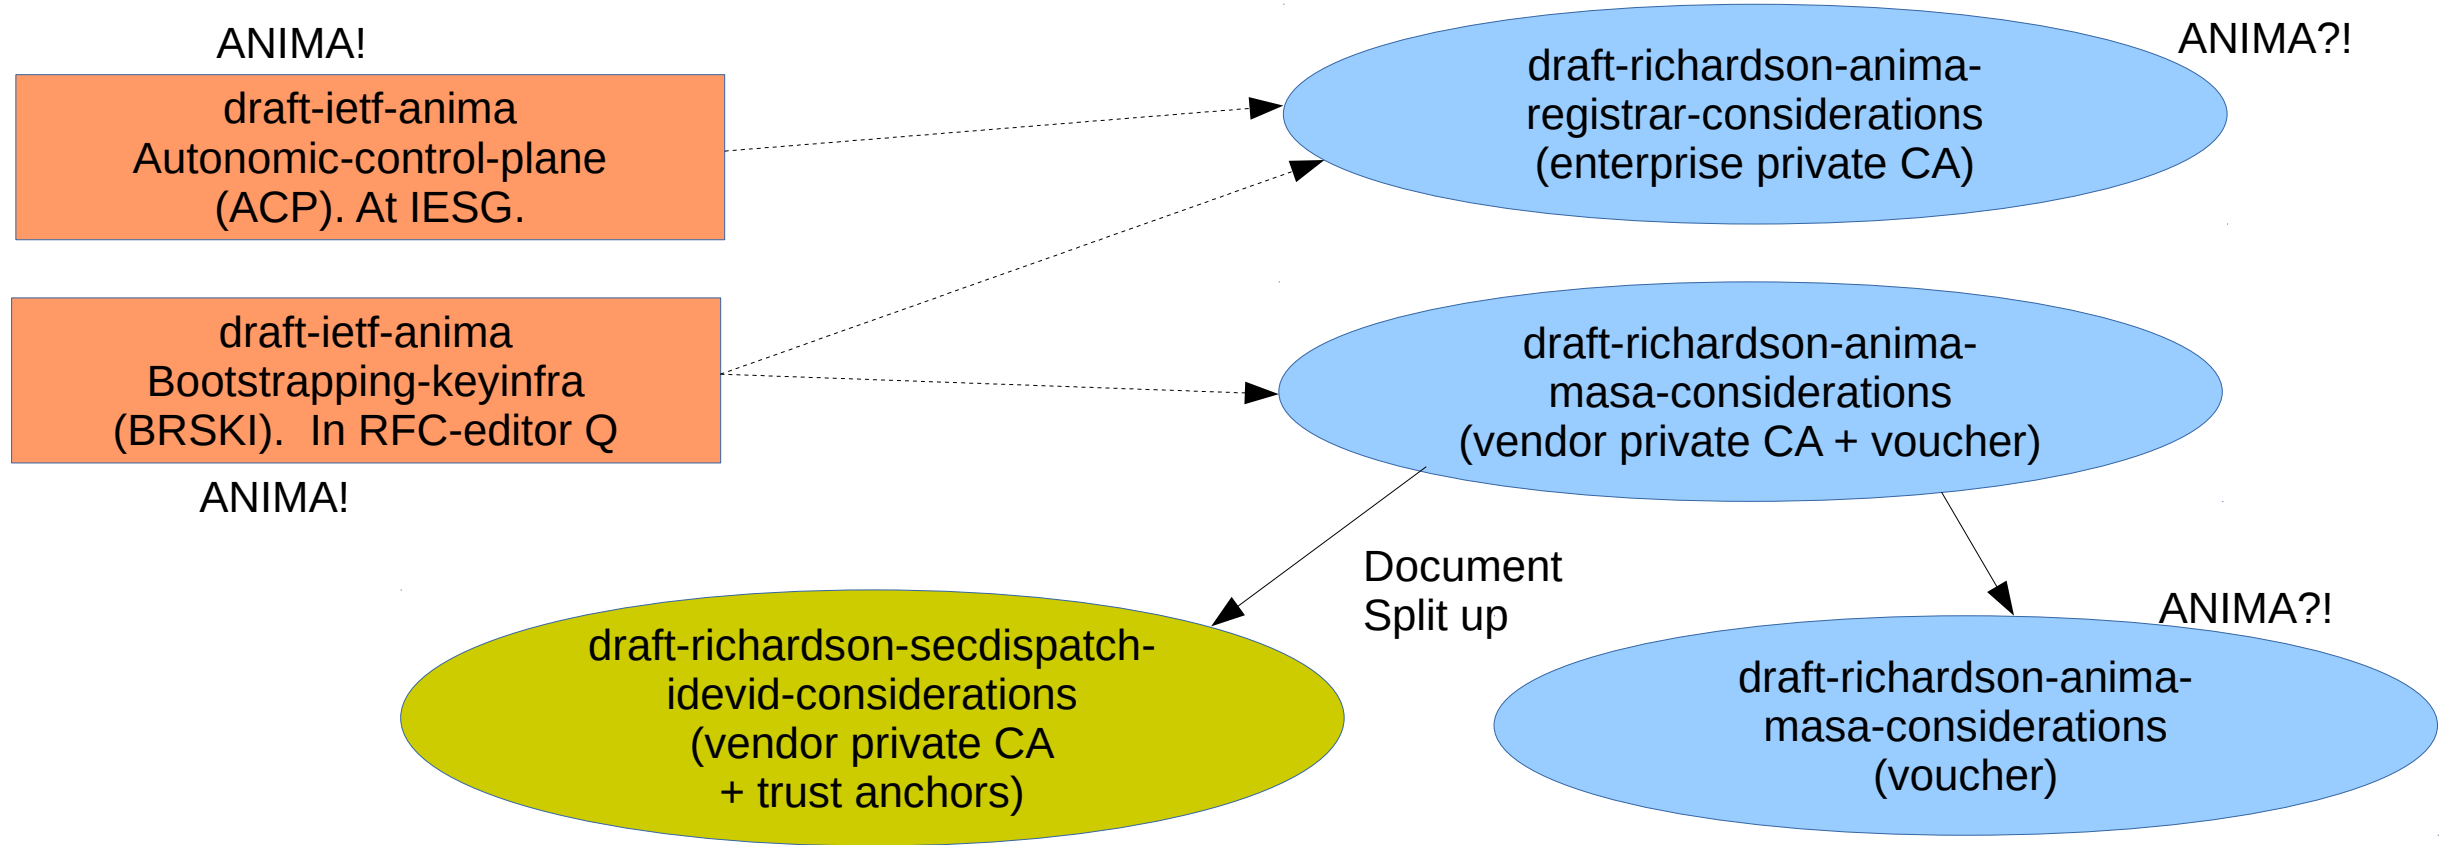 ANIMA!
draft-ietf-anima
Autonomic-control-plane
(ACP). At IESG.
draft-richardson-anima-
registrar-considerations
(enterprise private CA)
ANIMA?!
draft-ietf-anima
Bootstrapping-keyinfra
(BRSKI).  In RFC-editor Q
ANIMA!
draft-richardson-anima-
masa-considerations
(vendor private CA + voucher)
Document
Split up
draft-richardson-secdispatch-
idevid-considerations
(vendor private CA
+ trust anchors)
ANIMA?!
draft-richardson-anima-
masa-considerations
(voucher)